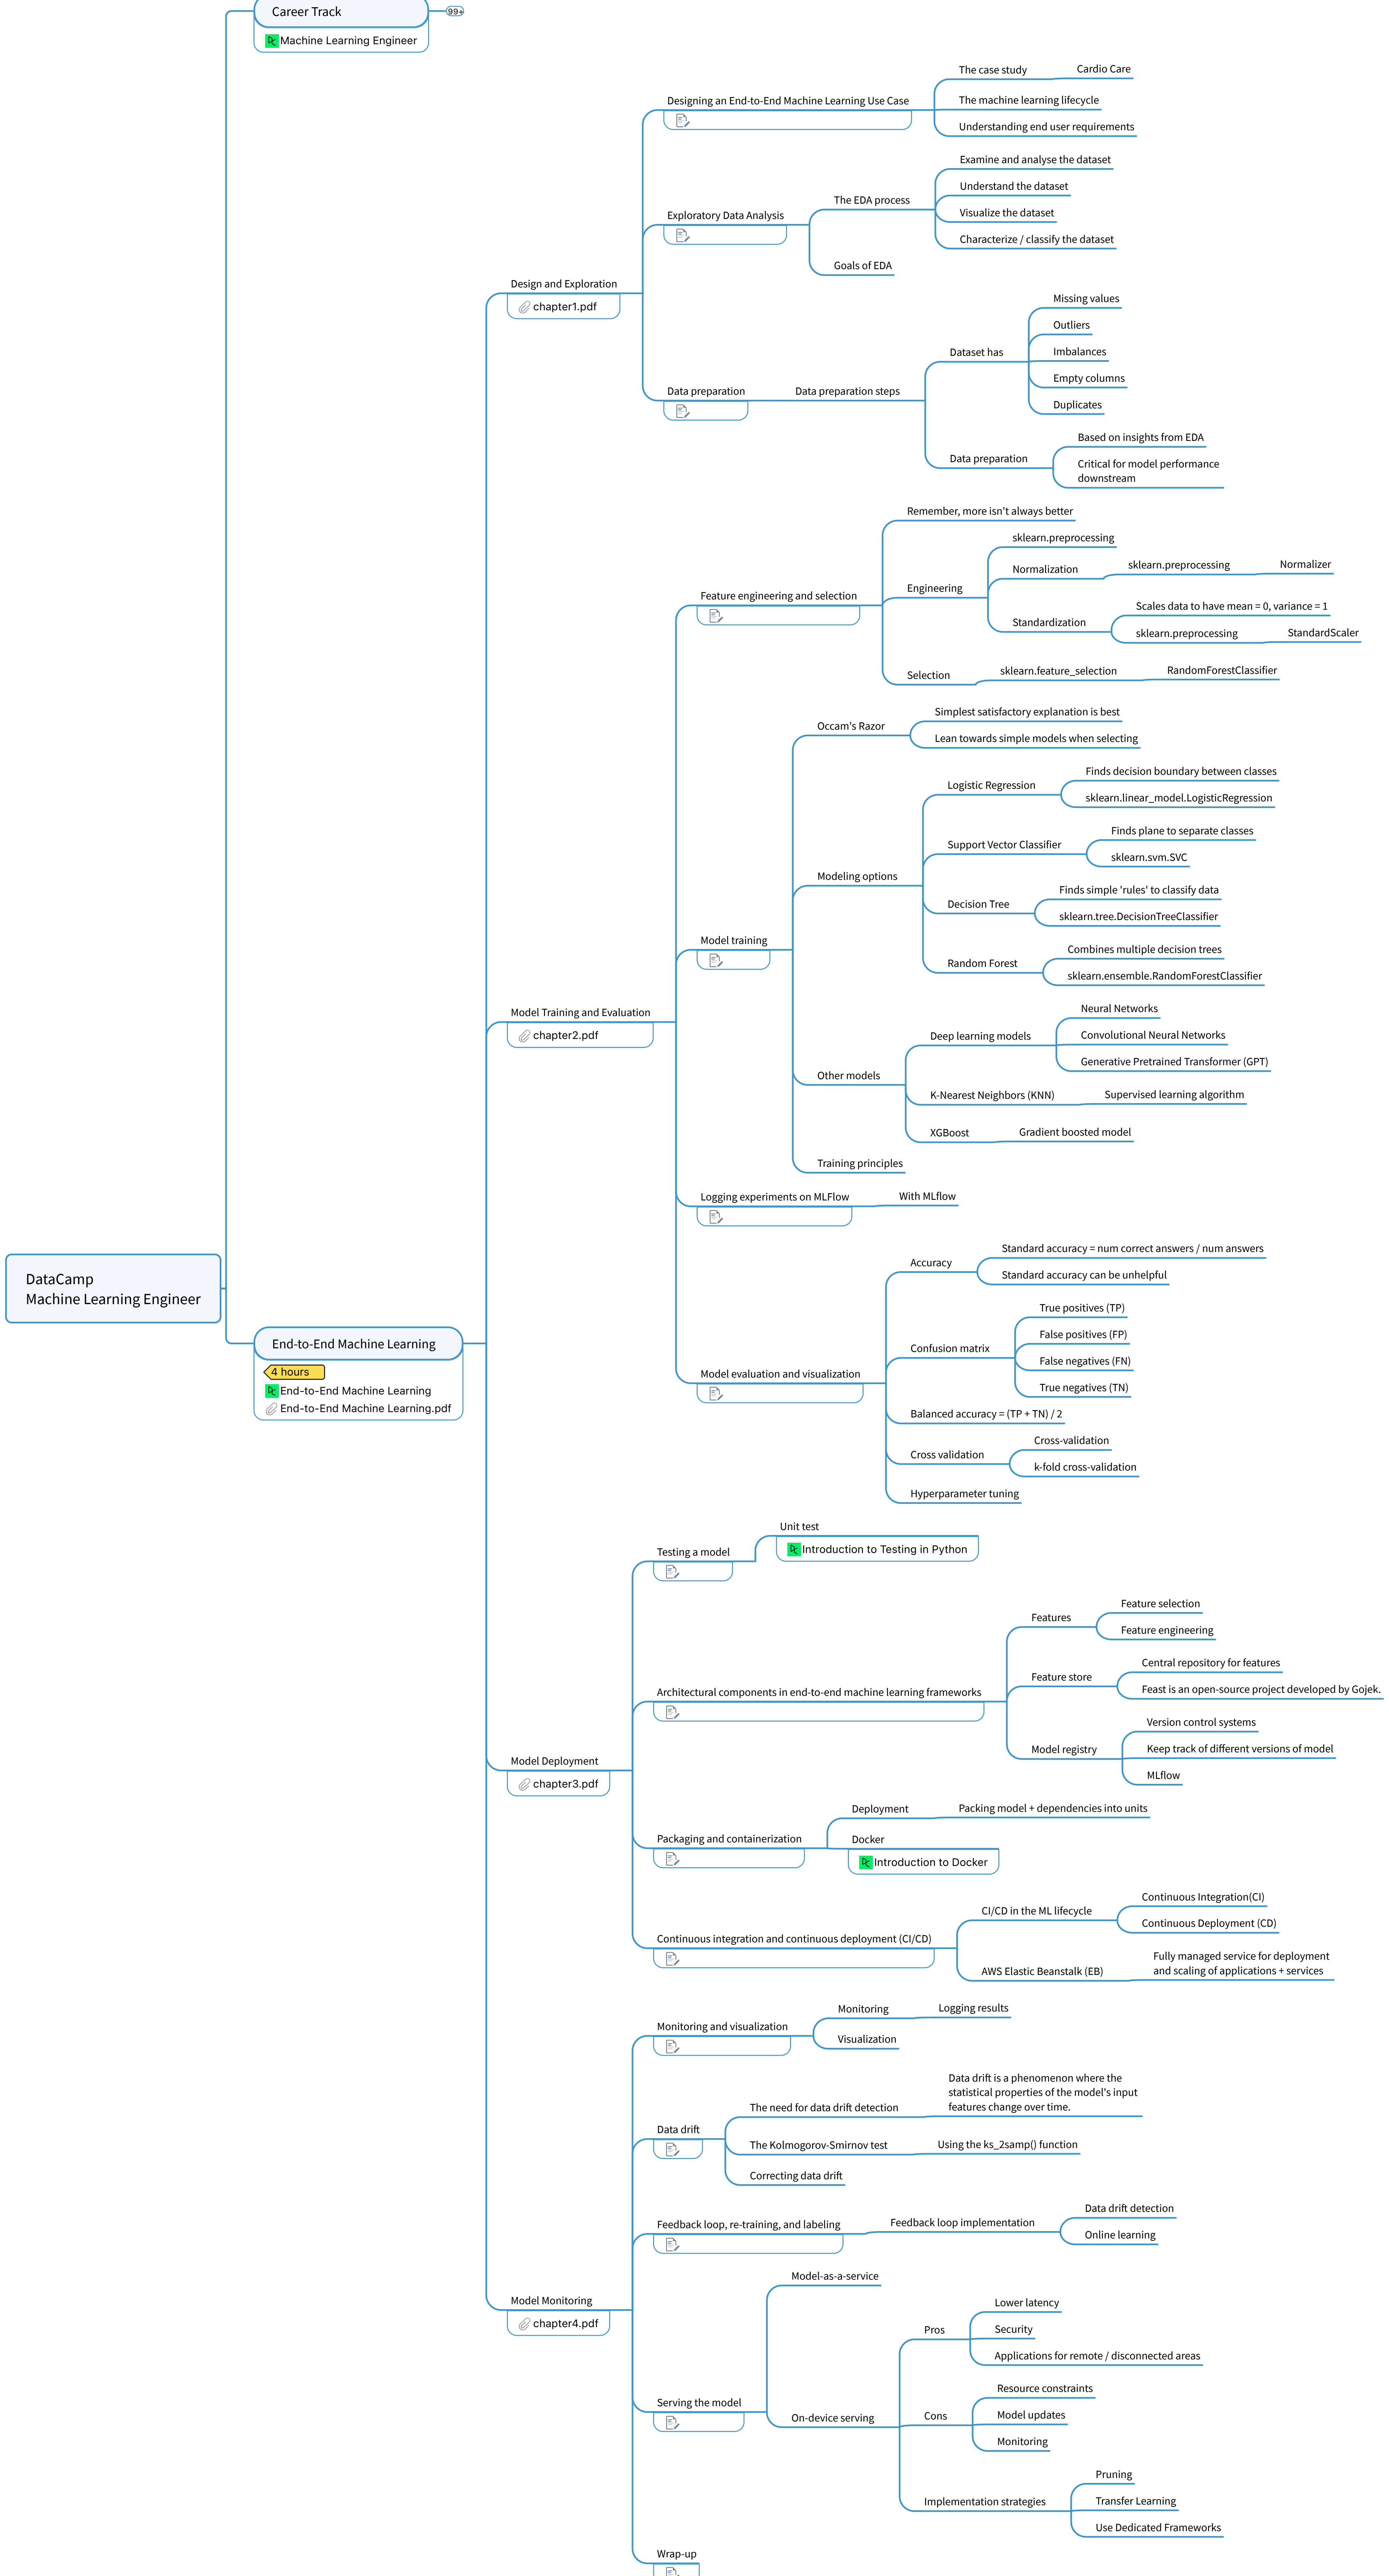 Career Track
99+
Machine Learning Engineer
The case study
Cardio Care
Designing an End-to-End Machine Learning Use Case
The machine learning lifecycle
Understanding end user requirements
Examine and analyse the dataset
The EDA process
Understand the dataset
Exploratory Data Analysis
Visualize the dataset
Characterize / classify the dataset
Goals of EDA
Design and Exploration
chapter1.pdf
Missing values
Outliers
Dataset has
Imbalances
Empty columns
Data preparation
Data preparation steps
Duplicates
Based on insights from EDA
Data preparation
Critical for model performance
downstream
Remember, more isn't always better
sklearn.preprocessing
Normalization
sklearn.preprocessing
Normalizer
Engineering
Feature engineering and selection
Scales data to have mean = 0, variance = 1
Standardization
sklearn.preprocessing
StandardScaler
Selection
sklearn.feature_selection
RandomForestClassifier
Simplest satisfactory explanation is best
Occam's Razor
Lean towards simple models when selecting
Finds decision boundary between classes
Logistic Regression
sklearn.linear_model.LogisticRegression
Finds plane to separate classes
Support Vector Classifier
sklearn.svm.SVC
Modeling options
Finds simple 'rules' to classify data
Decision Tree
sklearn.tree.DecisionTreeClassifier
Model training
Combines multiple decision trees
Random Forest
sklearn.ensemble.RandomForestClassifier
Model Training and Evaluation
chapter2.pdf
Neural Networks
Deep learning models
Convolutional Neural Networks
Generative Pretrained Transformer (GPT)
Other models
K-Nearest Neighbors (KNN)
Supervised learning algorithm
XGBoost
Gradient boosted model
Training principles
Logging experiments on MLFlow
With MLflow
Standard accuracy = num correct answers / num answers
Accuracy
Standard accuracy can be unhelpful
DataCamp
Machine Learning Engineer
True positives (TP)
False positives (FP)
Confusion matrix
False negatives (FN)
True negatives (TN)
End-to-End Machine Learning
4 hours
End-to-End Machine Learning
End-to-End Machine Learning.pdf
Model evaluation and visualization
Balanced accuracy = (TP + TN) / 2
Cross-validation
Cross validation
k-fold cross-validation
Hyperparameter tuning
Unit test
Testing a model
Introduction to Testing in Python
Feature selection
Features
Feature engineering
Central repository for features
Feature store
Feast is an open-source project developed by Gojek.
Architectural components in end-to-end machine learning frameworks
Version control systems
Model registry
Keep track of different versions of model
MLflow
Model Deployment
chapter3.pdf
Deployment
Packing model + dependencies into units
Packaging and containerization
Docker
Introduction to Docker
Continuous Integration(CI)
CI/CD in the ML lifecycle
Continuous Deployment (CD)
Continuous integration and continuous deployment (CI/CD)
Fully managed service for deployment
and scaling of applications + services
AWS Elastic Beanstalk (EB)
Monitoring
Logging results
Monitoring and visualization
Visualization
Data drift is a phenomenon where the
statistical properties of the model's input
features change over time.
The need for data drift detection
Data drift
The Kolmogorov-Smirnov test
Using the ks_2samp() function
Correcting data drift
Data drift detection
Feedback loop, re-training, and labeling
Feedback loop implementation
Online learning
Model-as-a-service
Model Monitoring
chapter4.pdf
Lower latency
Pros
Security
Applications for remote / disconnected areas
Resource constraints
Serving the model
On-device serving
Cons
Model updates
Monitoring
Pruning
Implementation strategies
Transfer Learning
Use Dedicated Frameworks
Wrap-up